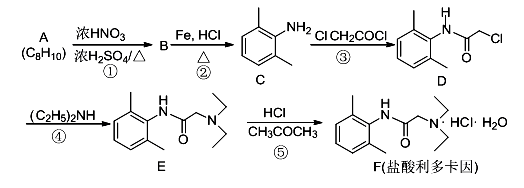 A
(C₈H₁₀)
浓HNO₃
浓H₂SO₄/△
①
B
Fe, HCl
△
②
NH₂
C
ClCH₂COCl
③
H
N
Cl
O
D
(C₂H₅)₂NH
④
H
N
N
O
E
HCl
CH₃COCH₃
⑤
H
N
N·HCl·H₂O
O
F(盐酸利多卡因)